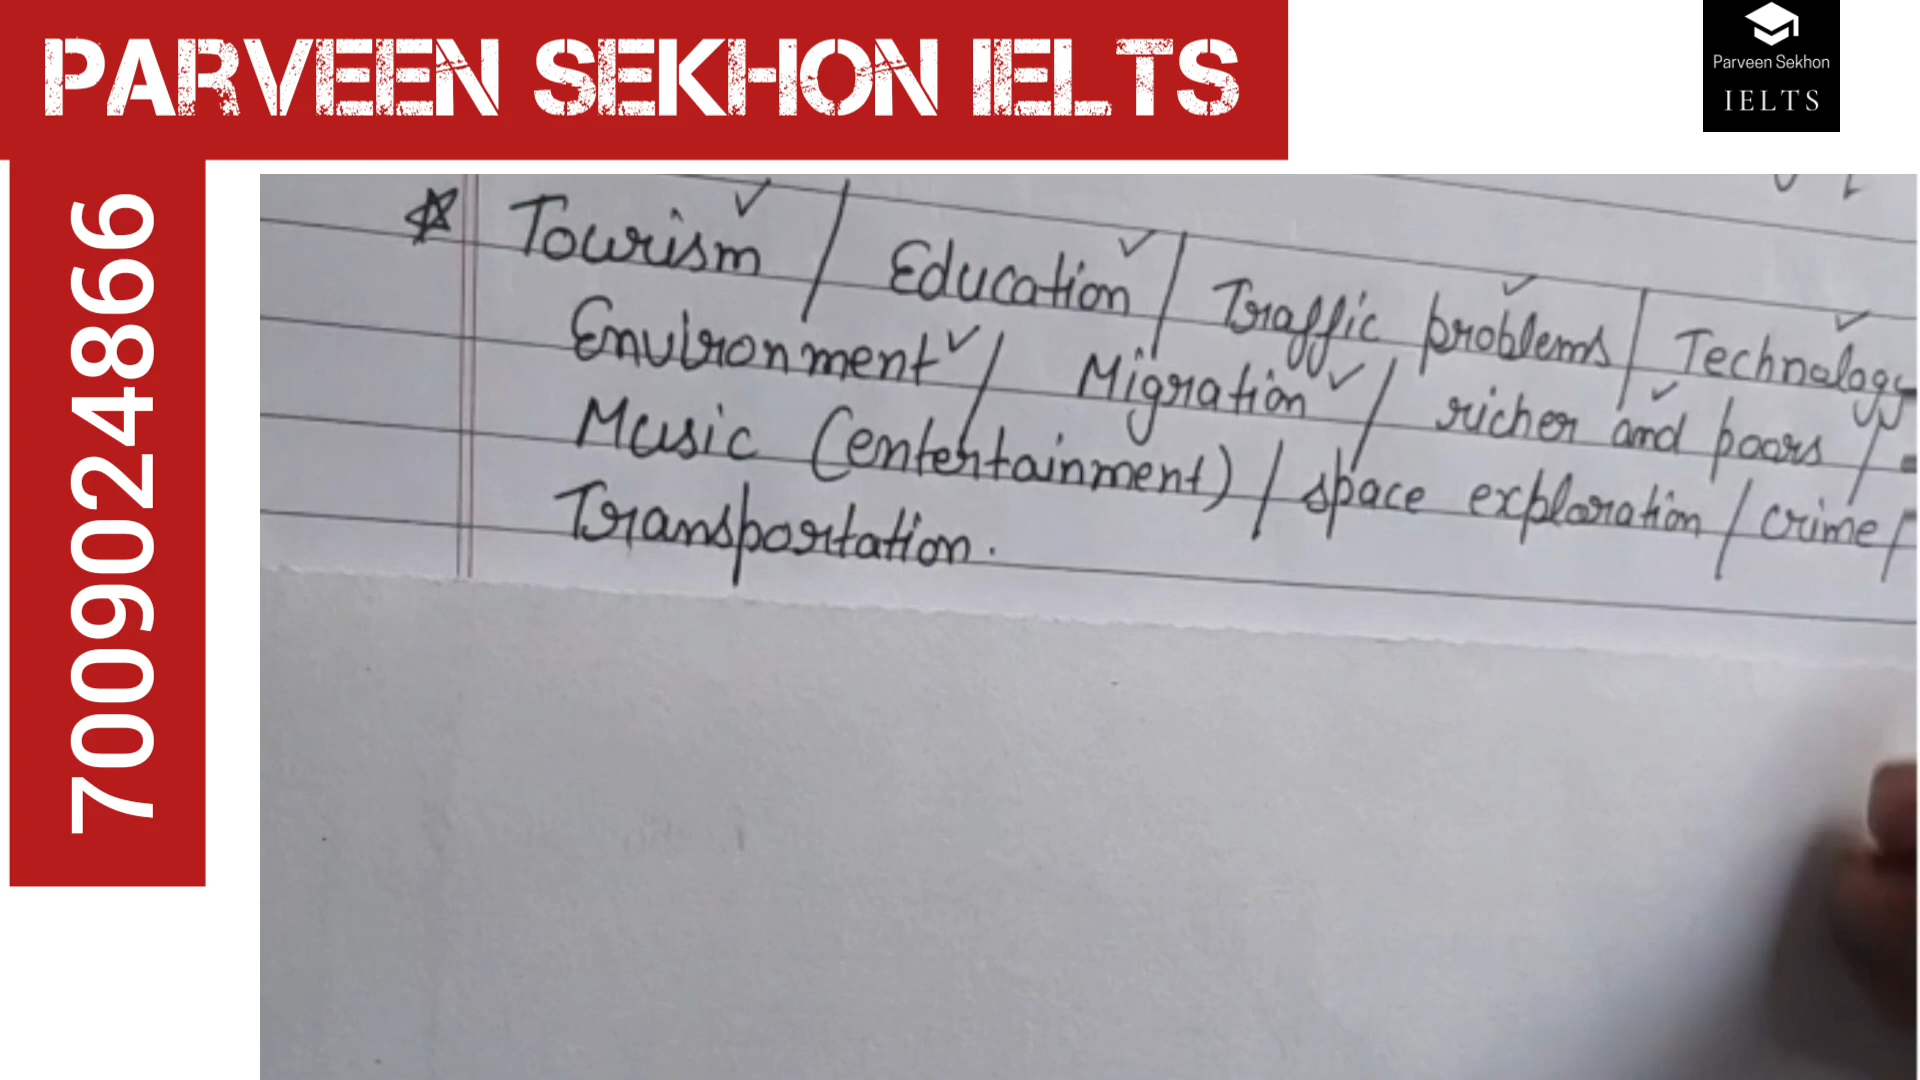 PARVEEN SEKHON IELTS
Parveen Sekhon
IELTS
7009024866
Tourism / Education / Traffic problems / Technology
Environment / Migration / richer and poors /
Music (entertainment) / space exploration / crime /
Transportation.